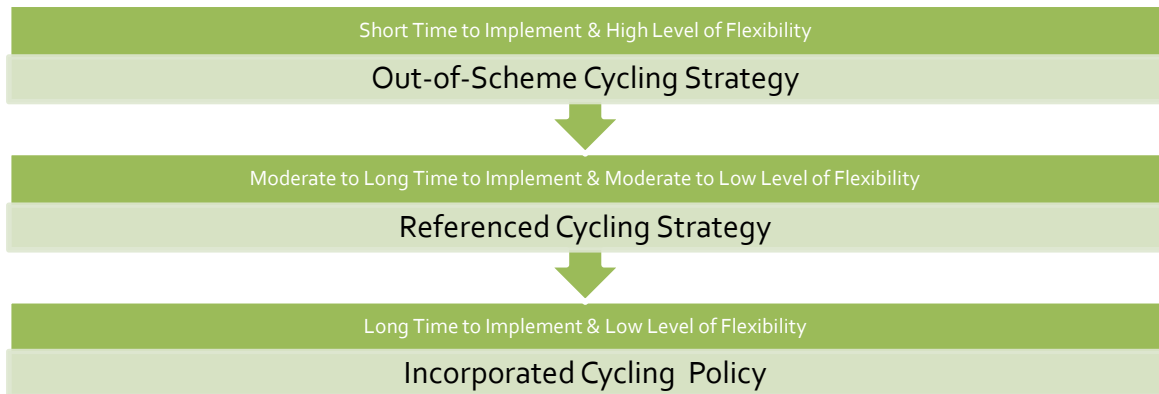 Short Time to Implement & High Level of Flexibility
Out-of-Scheme Cycling Strategy
Moderate to Long Time to Implement & Moderate to Low Level of Flexibility
Referenced Cycling Strategy
Long Time to Implement & Low Level of Flexibility
Incorporated Cycling Policy